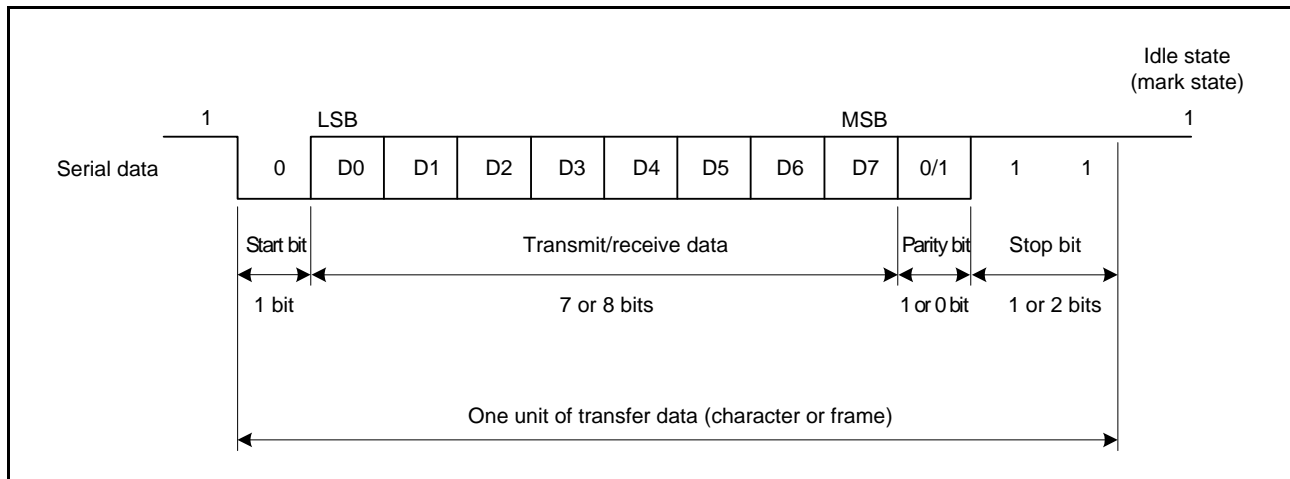 Idle state
(mark state)
1 LSB MSB 1
Serial data 0 D0 D1 D2 D3 D4 D5 D6 D7 0/1 1 1
Start bit Transmit/receive data Parity bit Stop bit
1 bit 7 or 8 bits 1 or 0 bit 1 or 2 bits
One unit of transfer data (character or frame)